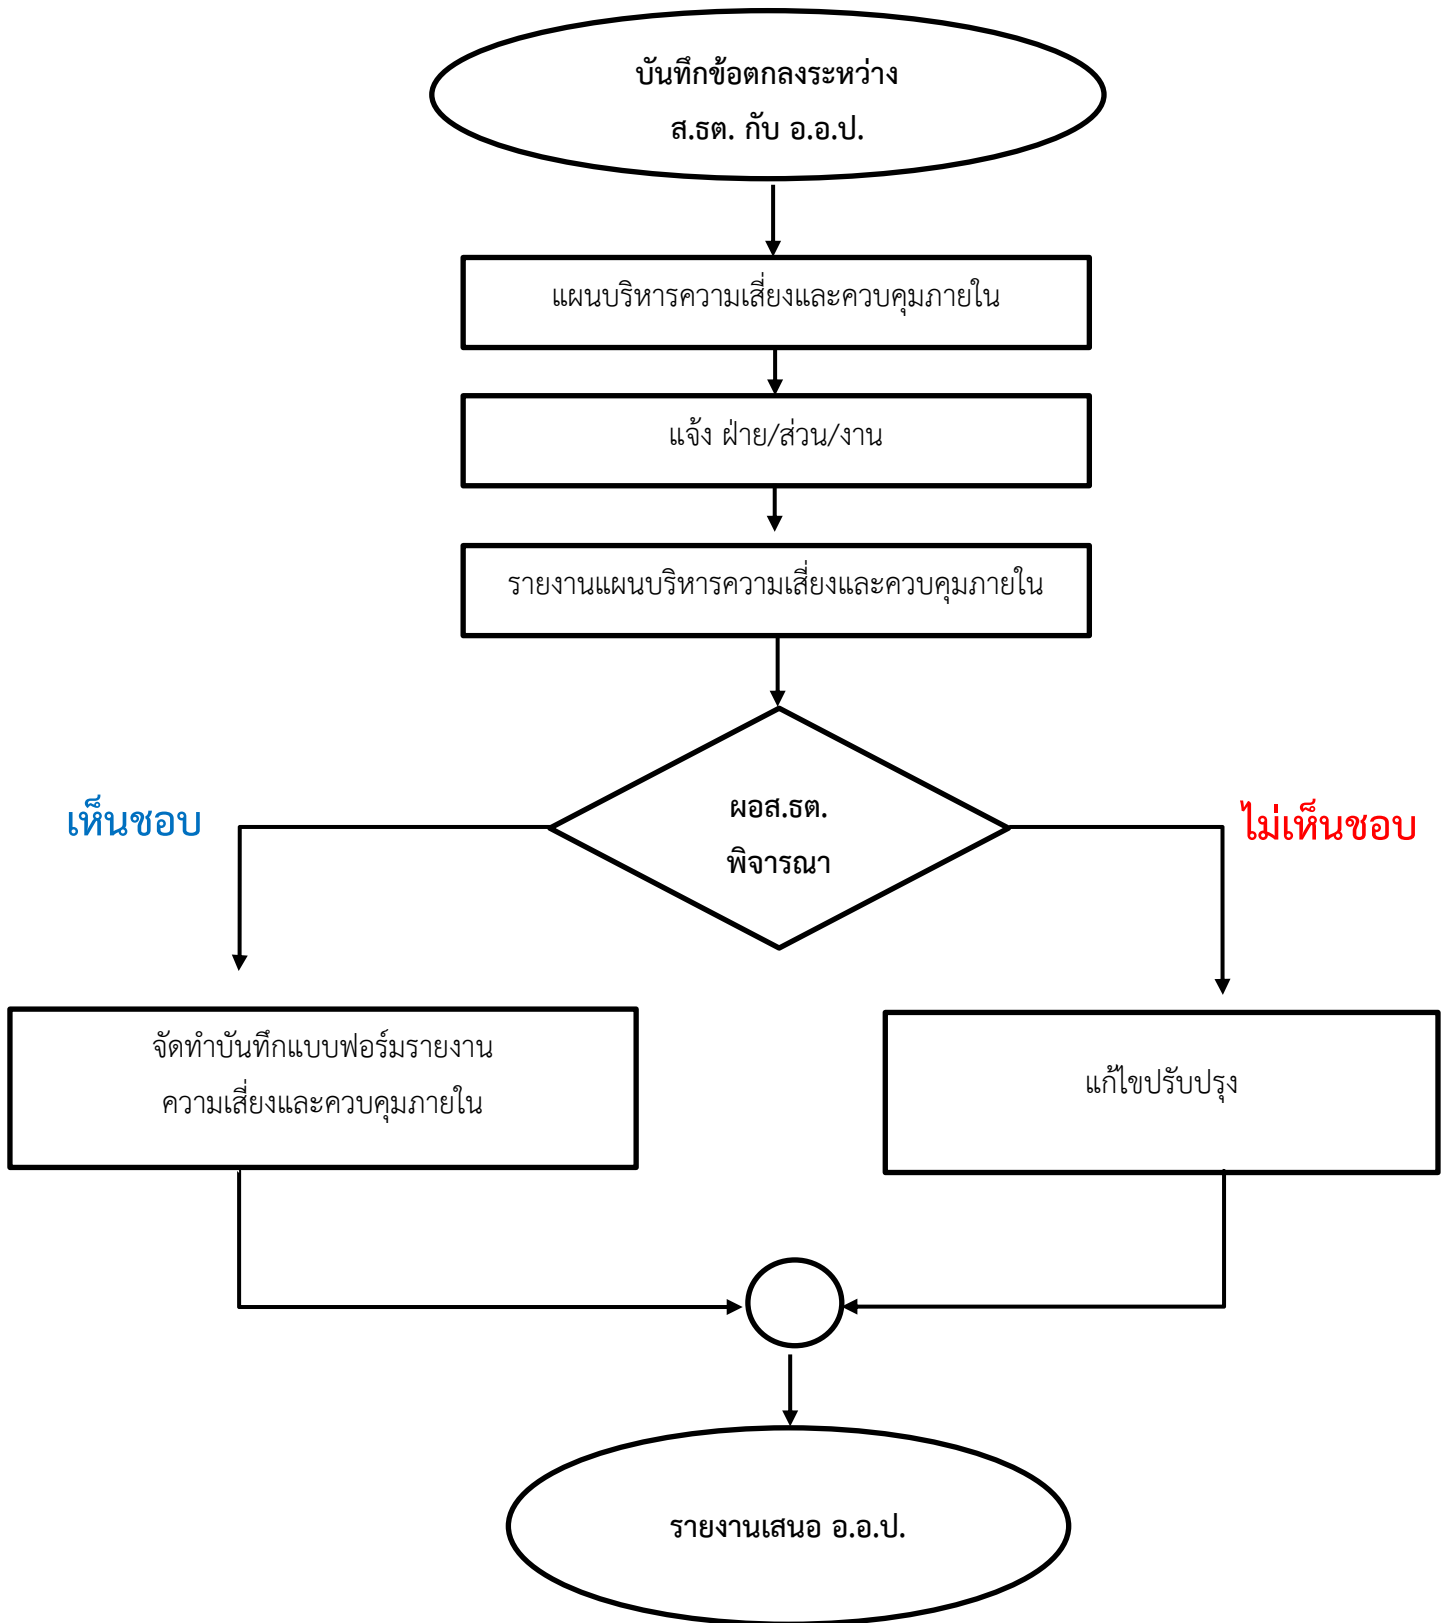 บันทึกข้อตกลงระหว่าง
ส.ธต. กับ อ.อ.ป.
แผนบริหารความเสี่ยงและควบคุมภายใน
แจ้ง ฝ่าย/ส่วน/งาน
รายงานแผนบริหารความเสี่ยงและควบคุมภายใน
ผอส.ธต.
พิจารณา
เห็นชอบ
ไม่เห็นชอบ
จัดทำบันทึกแบบฟอร์มรายงาน
ความเสี่ยงและควบคุมภายใน
แก้ไขปรับปรุง
รายงานเสนอ อ.อ.ป.